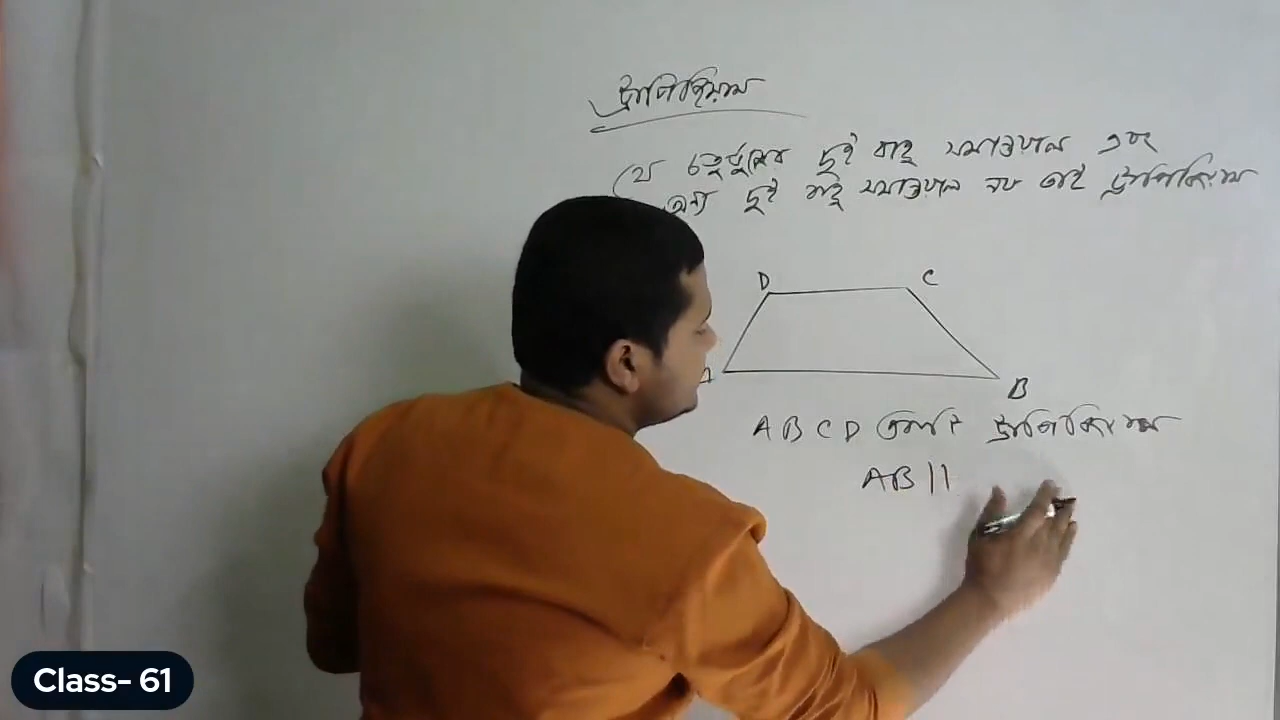 ট্রাপিজিয়াম
যে চতুর্ভুজের দুই বাহু সমান্তরাল এবং
অন্য দুই বাহু সমান্তরাল নয় তাই ট্রাপিজিয়াম
D C
A B
A B C D একটি ট্রাপিজিয়াম
AB ||
Class- 61